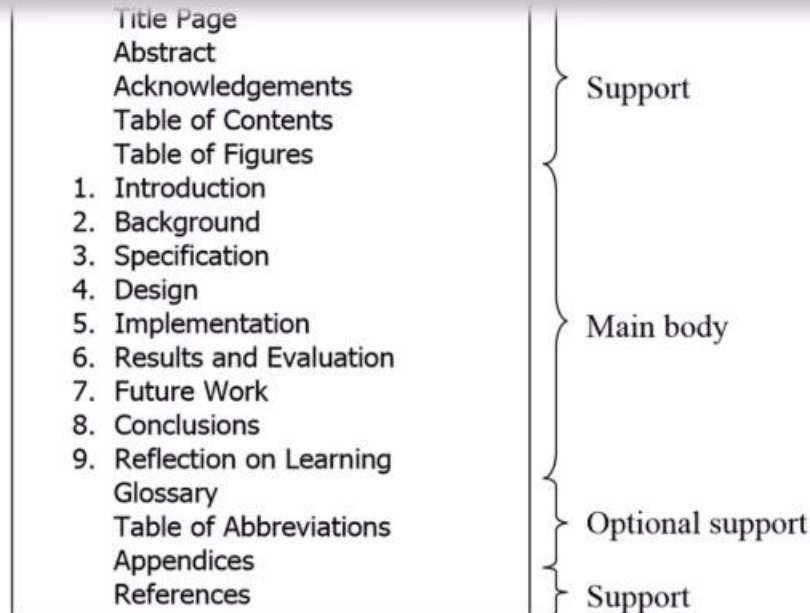 Title Page
Abstract
Acknowledgements
Table of Contents
Table of Figures
Support
1. Introduction
2. Background
3. Specification
4. Design
5. Implementation
6. Results and Evaluation
7. Future Work
8. Conclusions
9. Reflection on Learning
Main body
Glossary
Table of Abbreviations
Appendices
Optional support
References
Support